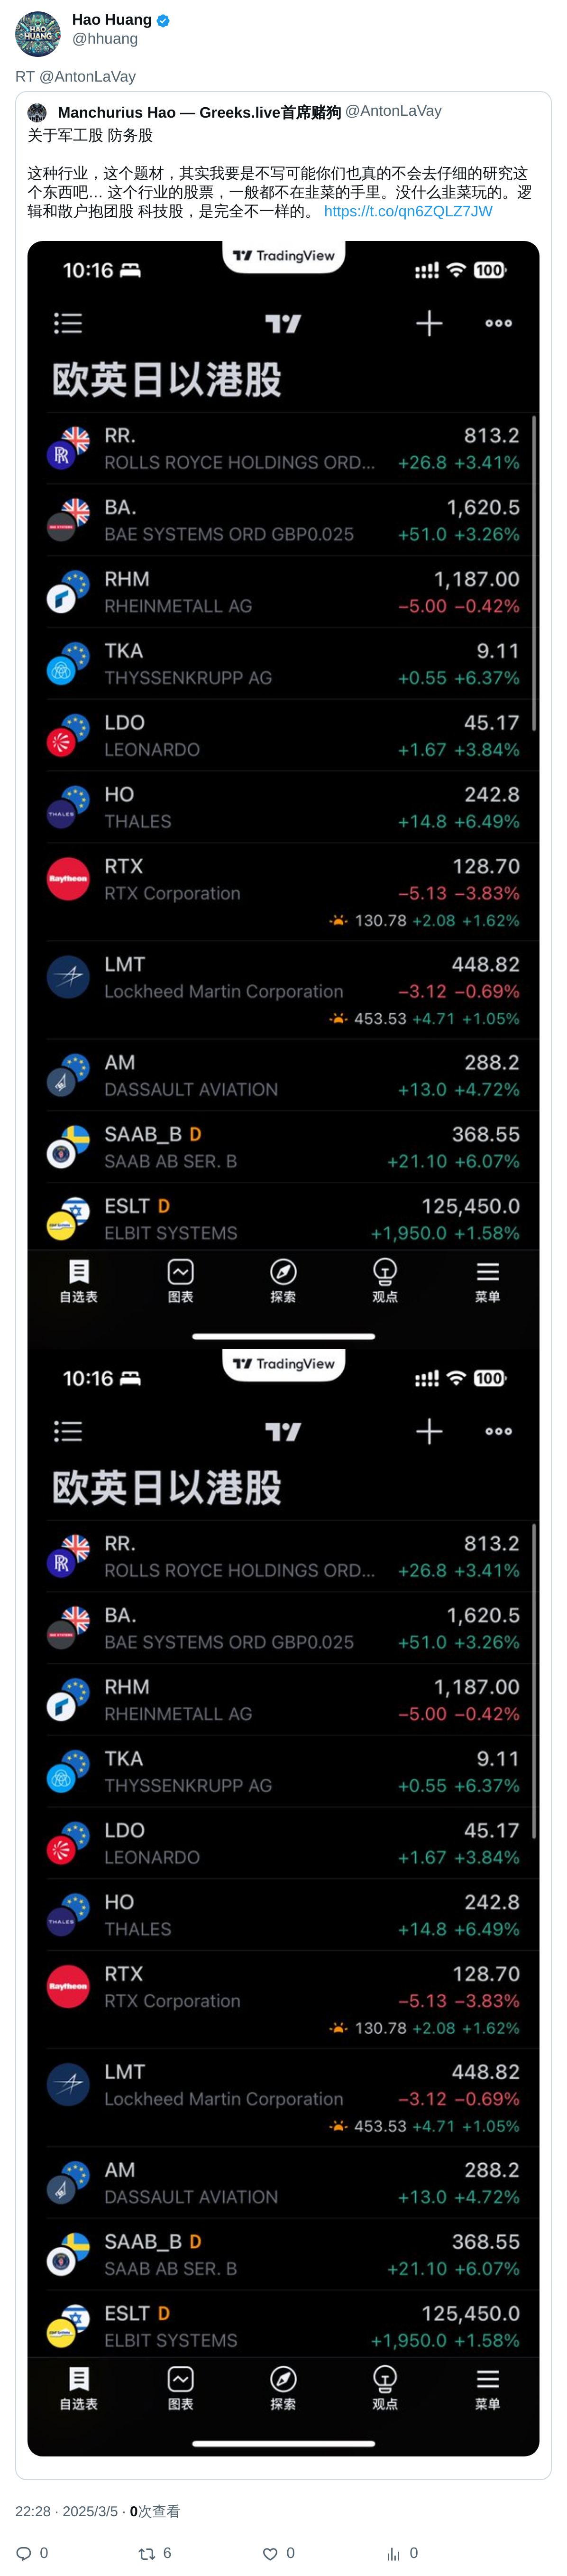 Hao Huang
@hhuang
RT @AntonLaVay
Manchurius Hao — Greeks.live首席赌狗 @AntonLaVay
关于军工股 防务股
这种行业，这个题材，其实我要是不写可能你们也真的不会去仔细的研究这
个东西吧… 这个行业的股票，一般都不在韭菜的手里。没什么韭菜玩的。逻
辑和散户抱团股 科技股，是完全不一样的。 https://t.co/qn6ZQLZ7JW
TradingView
10:16
100
欧英日以港股
RR.
813.2
ROLLS ROYCE HOLDINGS ORD...
+26.8 +3.41%
BA.
1,620.5
BAE SYSTEMS ORD GBP0.025
+51.0 +3.26%
RHM
1,187.00
RHEINMETALL AG
−5.00 −0.42%
TKA
9.11
THYSSENKRUPP AG
+0.55 +6.37%
LDO
45.17
LEONARDO
+1.67 +3.84%
HO
242.8
THALES
THALES
+14.8 +6.49%
RTX
128.70
Raytheon
RTX Corporation
−5.13 −3.83%
130.78 +2.08 +1.62%
LMT
448.82
Lockheed Martin Corporation
−3.12 −0.69%
453.53 +4.71 +1.05%
AM
288.2
DASSAULT AVIATION
+13.0 +4.72%
SAAB_B D
368.55
SAAB AB SER. B
+21.10 +6.07%
ESLT D
125,450.0
ELBIT SYSTEMS
+1,950.0 +1.58%
自选表
图表
探索
观点
菜单
TradingView
10:16
100
欧英日以港股
RR.
813.2
ROLLS ROYCE HOLDINGS ORD...
+26.8 +3.41%
BA.
1,620.5
BAE SYSTEMS ORD GBP0.025
+51.0 +3.26%
RHM
1,187.00
RHEINMETALL AG
−5.00 −0.42%
TKA
9.11
THYSSENKRUPP AG
+0.55 +6.37%
LDO
45.17
LEONARDO
+1.67 +3.84%
HO
242.8
THALES
THALES
+14.8 +6.49%
RTX
128.70
Raytheon
RTX Corporation
−5.13 −3.83%
130.78 +2.08 +1.62%
LMT
448.82
Lockheed Martin Corporation
−3.12 −0.69%
453.53 +4.71 +1.05%
AM
288.2
DASSAULT AVIATION
+13.0 +4.72%
SAAB_B D
368.55
SAAB AB SER. B
+21.10 +6.07%
ESLT D
125,450.0
ELBIT SYSTEMS
+1,950.0 +1.58%
自选表
图表
探索
观点
菜单
22:28 · 2025/3/5 · 0次查看
0
6
0
0